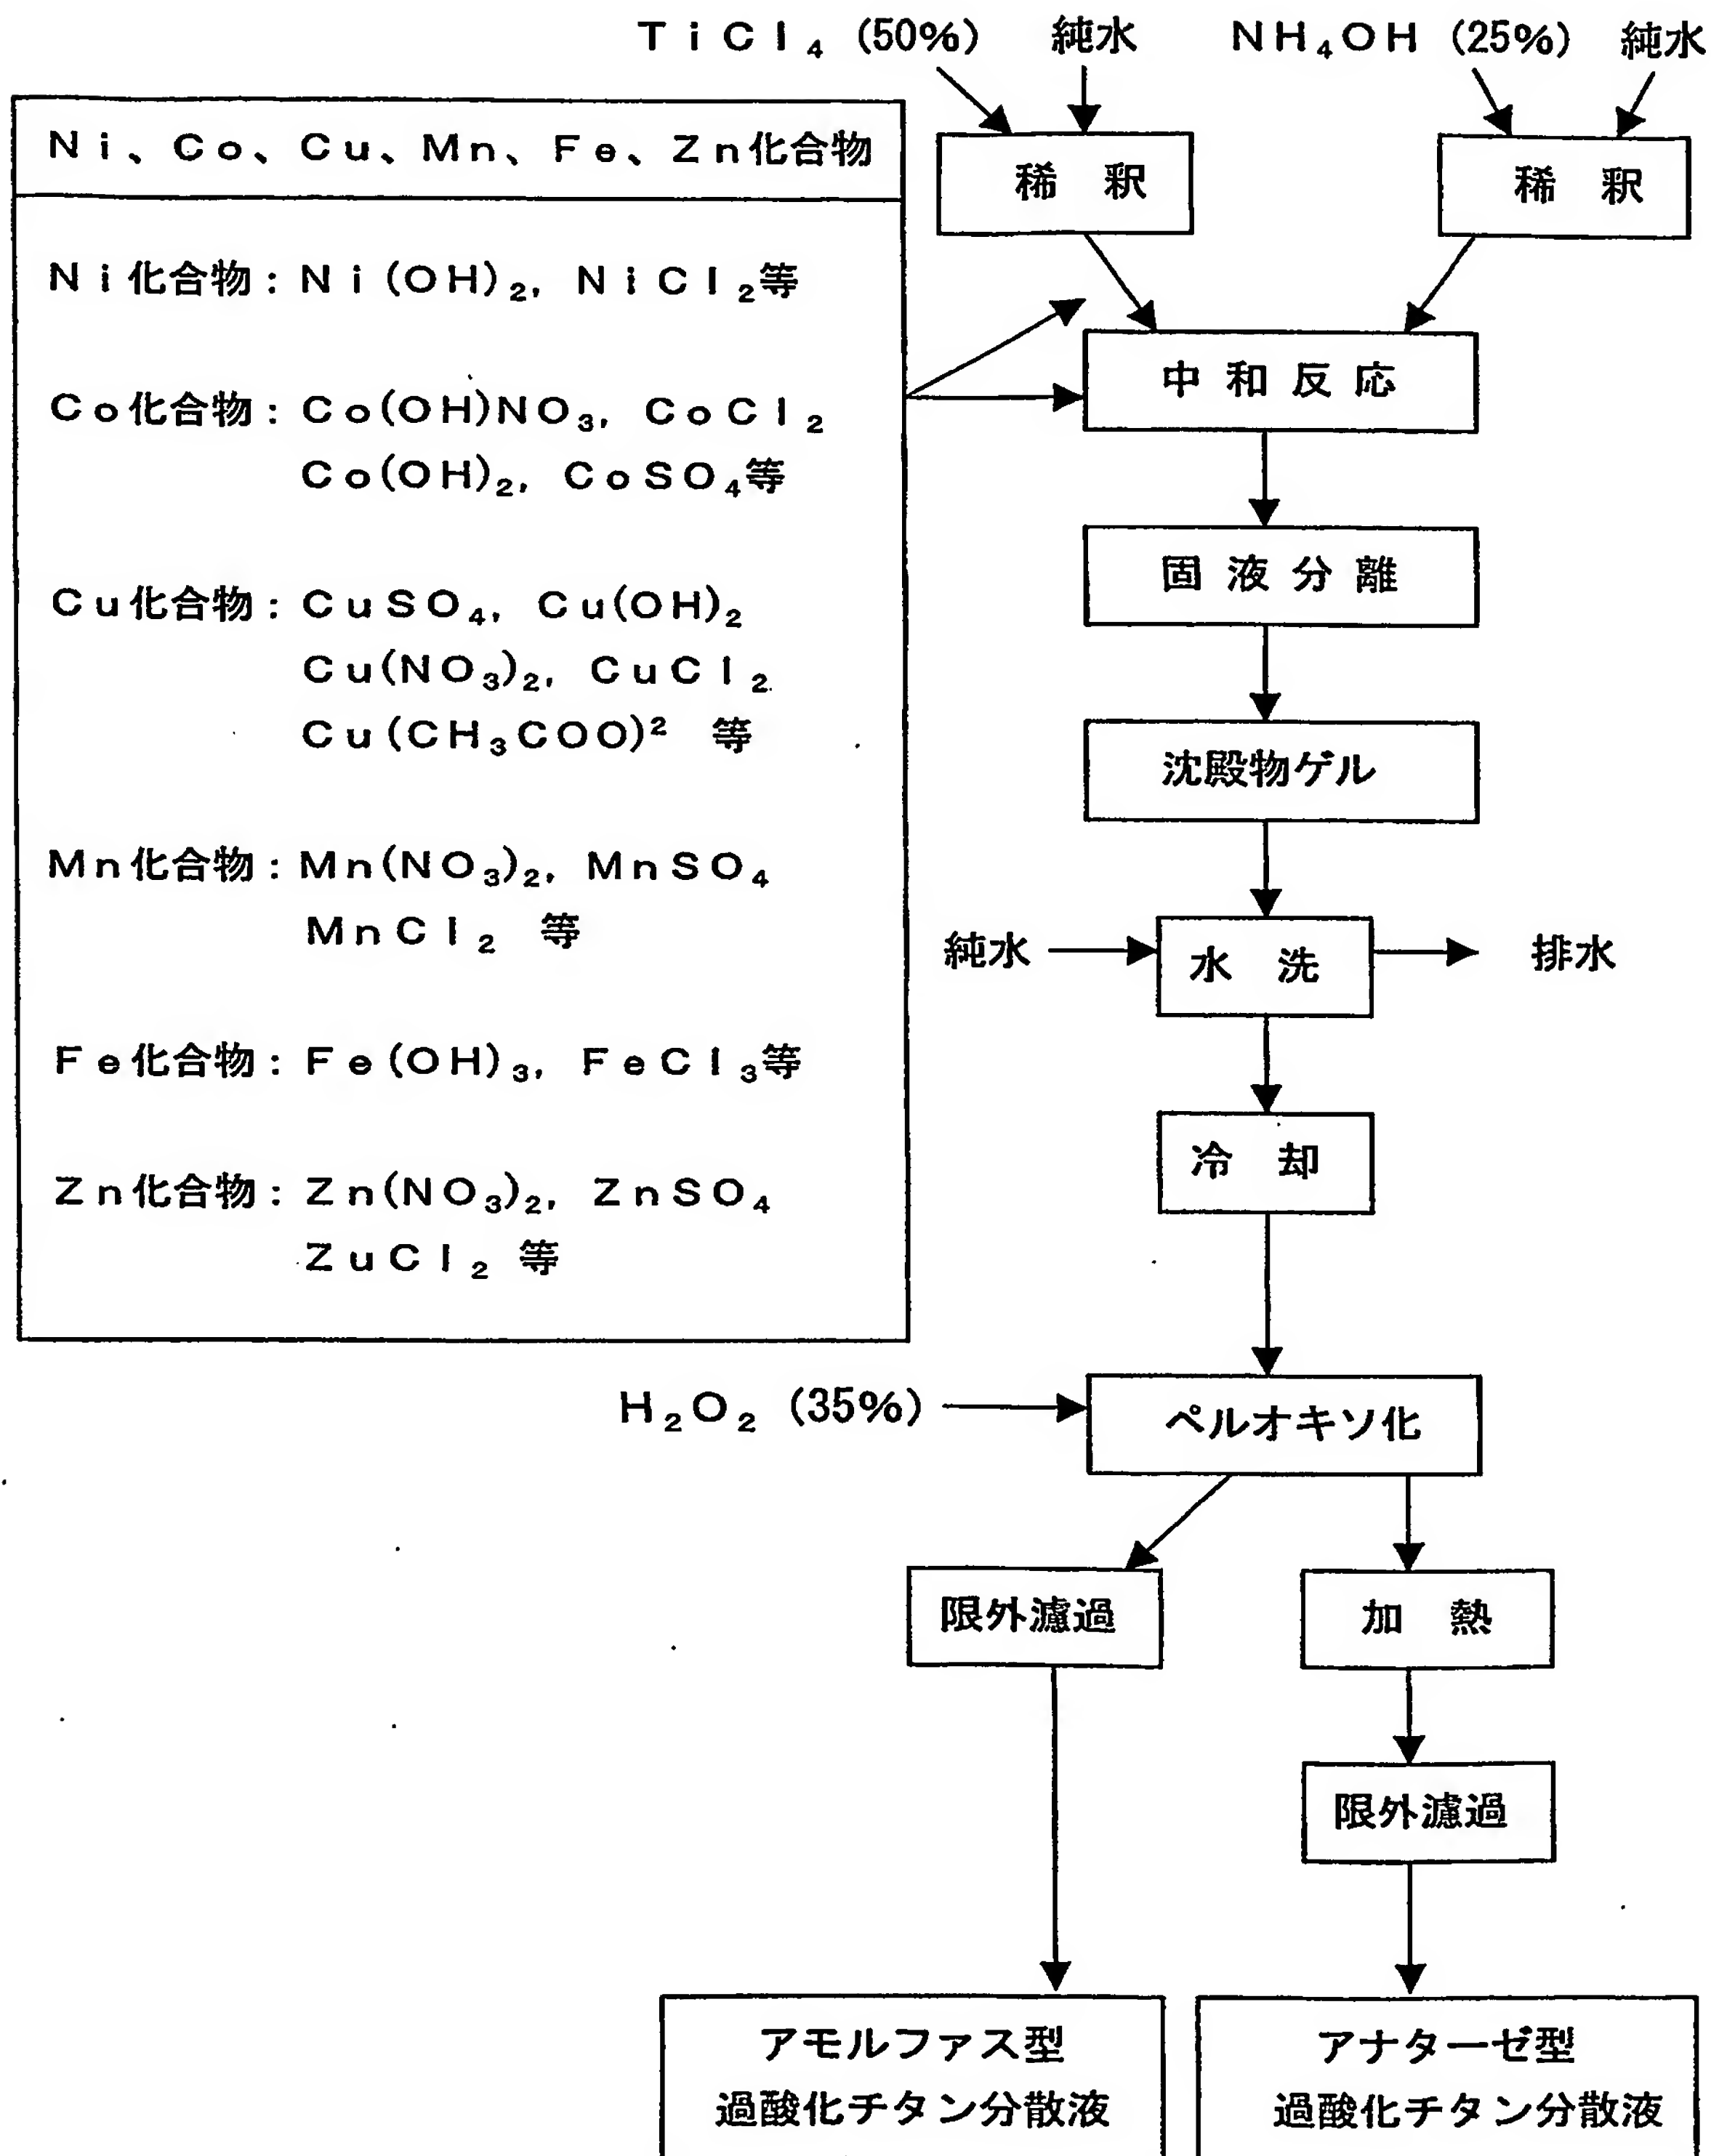 TiCl₄ (50%) 純水 NH₄OH (25%) 純水
稀 釈
稀 釈
Ni、Co、Cu、Mn、Fe、Zn化合物
Ni化合物：Ni(OH)₂, NiCl₂等
Co化合物：Co(OH)NO₃, CoCl₂
Co(OH)₂, CoSO₄等
Cu化合物：CuSO₄, Cu(OH)₂
Cu(NO₃)₂, CuCl₂
Cu(CH₃COO)² 等
Mn化合物：Mn(NO₃)₂, MnSO₄
MnCl₂ 等
Fe化合物：Fe(OH)₃, FeCl₃等
Zn化合物：Zn(NO₃)₂, ZnSO₄
ZuCl₂ 等
中 和 反 応
固 液 分 離
沈殿物ゲル
純水
水 洗
排水
冷 却
H₂O₂ (35%)
ペルオキソ化
限外濾過
加 熱
限外濾過
アモルファス型
過酸化チタン分散液
アナターゼ型
過酸化チタン分散液